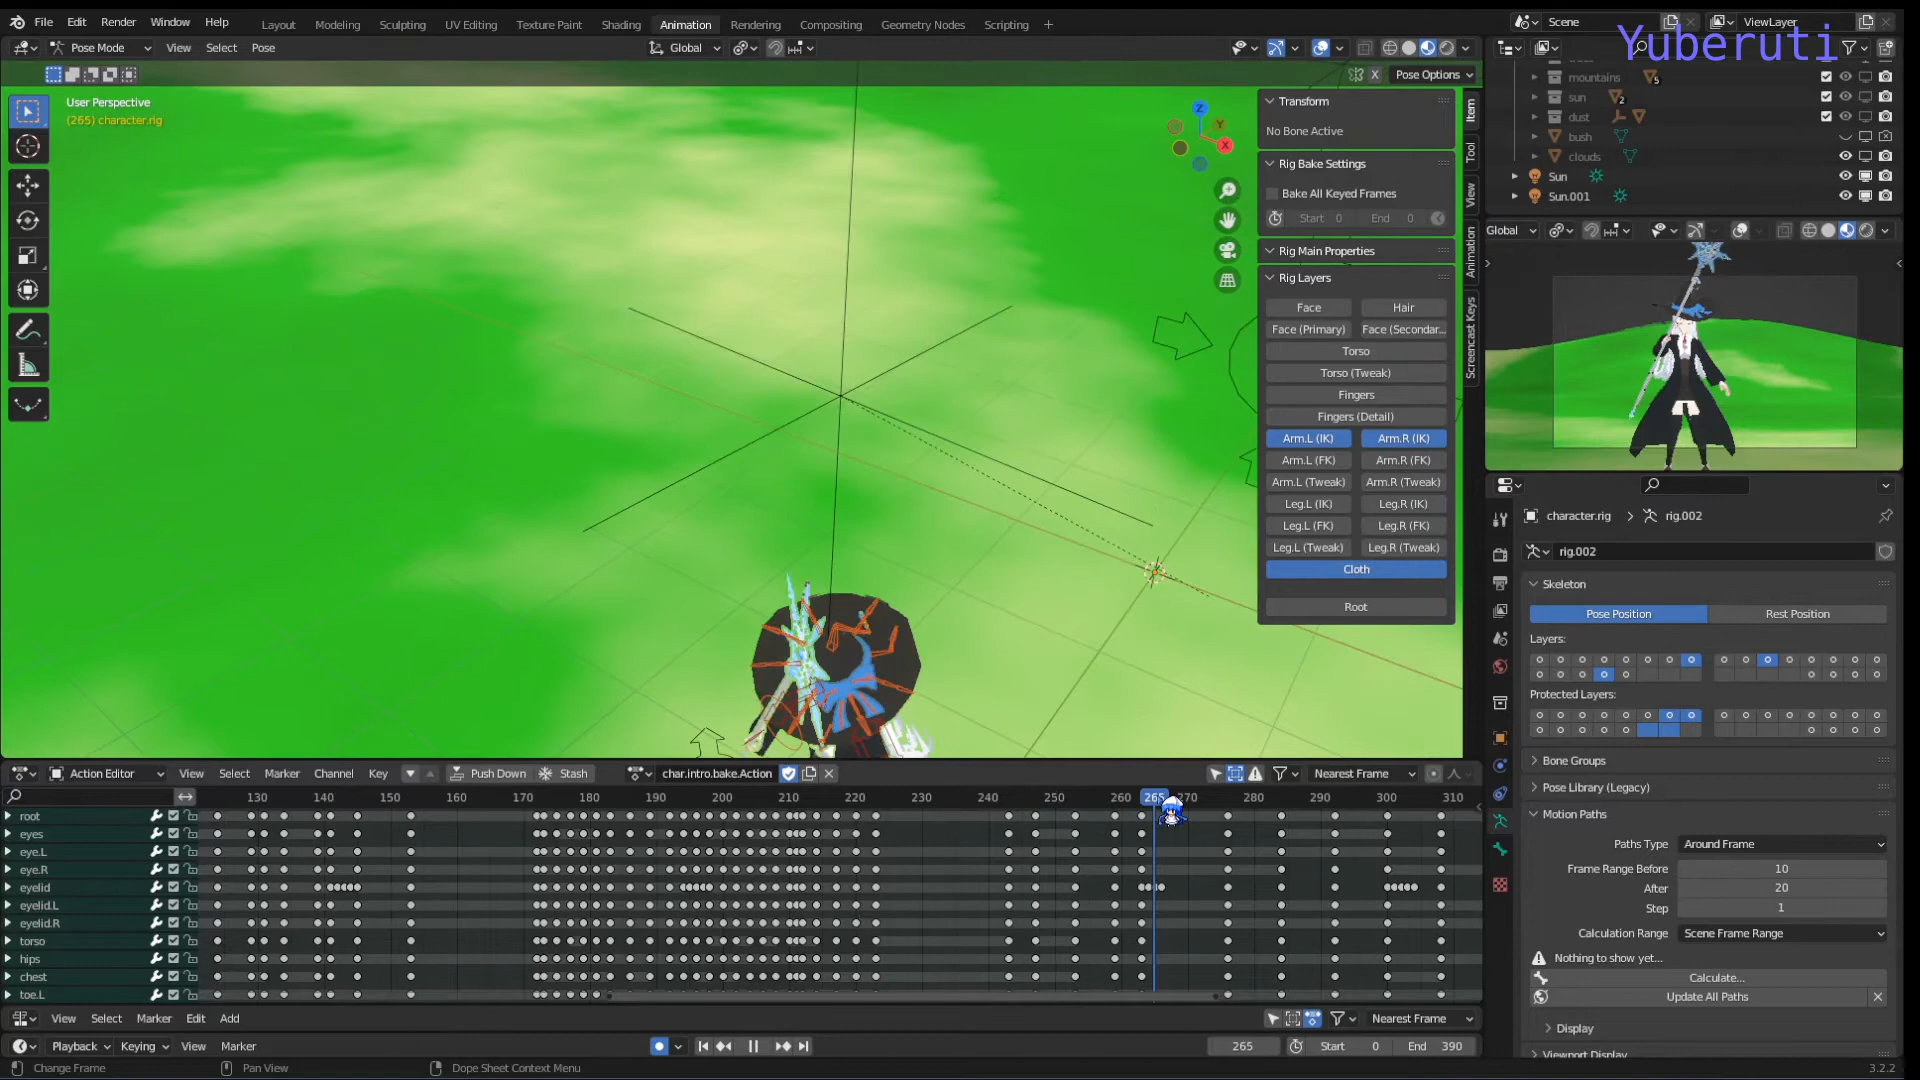 File Edit Render Window Help Layout Modeling Sculpting UV Editing Texture Paint Shading Animation Rendering Compositing Geometry Nodes Scripting + Scene ViewLayer
Yuberuti
Pose Mode View Select Pose Global
X Pose Options
User Perspective
(265) character.rig
Z
Y
X
Transform
No Bone Active
Rig Bake Settings
Bake All Keyed Frames
Start 0 End 0
Rig Main Properties
Rig Layers
Face Hair
Face (Primary) Face (Secondar...
Torso
Torso (Tweak)
Fingers
Fingers (Detail)
Arm.L (IK) Arm.R (IK)
Arm.L (FK) Arm.R (FK)
Arm.L (Tweak) Arm.R (Tweak)
Leg.L (IK) Leg.R (IK)
Leg.L (FK) Leg.R (FK)
Leg.L (Tweak) Leg.R (Tweak)
Cloth
Root
Item
Tool
View
Animation
Screencast Keys
mountains 5
sun 2
dust
bush
clouds
Sun
Sun.001
Global
character.rig rig.002
rig.002
Skeleton
Pose Position Rest Position
Layers:
Protected Layers:
Bone Groups
Pose Library (Legacy)
Motion Paths
Paths Type Around Frame
Frame Range Before 10
After 20
Step 1
Calculation Range Scene Frame Range
Nothing to show yet...
Calculate...
Update All Paths
Display
Viewport Display
Action Editor View Select Marker Channel Key Push Down Stash char.intro.bake.Action Nearest Frame
130 140 150 160 170 180 190 200 210 220 230 240 250 260 265 270 280 290 300 310
root
eyes
eye.L
eye.R
eyelid
eyelid.L
eyelid.R
torso
hips
chest
toe.L
View Select Marker Edit Add Nearest Frame
Playback Keying View Marker 265 Start 0 End 390
Change Frame Pan View Dope Sheet Context Menu 3.2.2